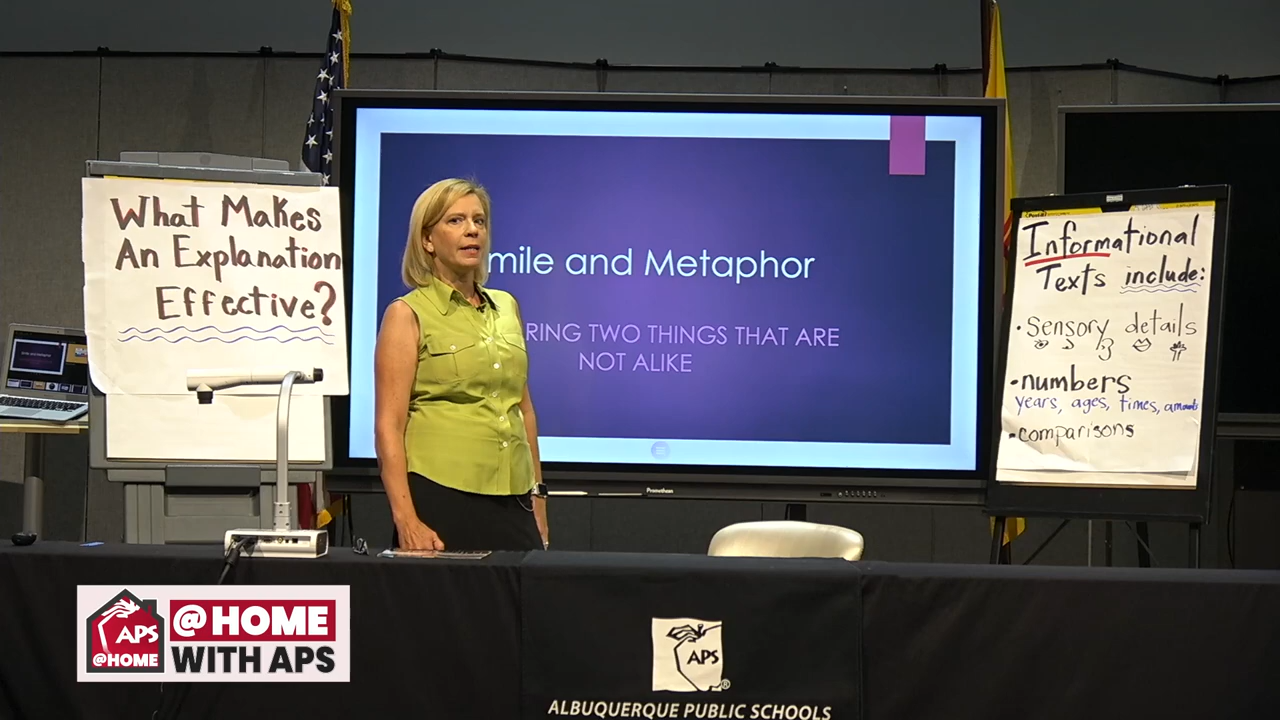 What Makes
An Explanation
Effective?
mile and Metaphor
RING TWO THINGS THAT ARE
NOT ALIKE
Informational
Texts include:
• Sensory details
• numbers
years, ages, times, amounts
• comparisons
Promethean
APS
@HOME
@HOME
WITH APS
APS
ALBUQUERQUE PUBLIC SCHOOLS